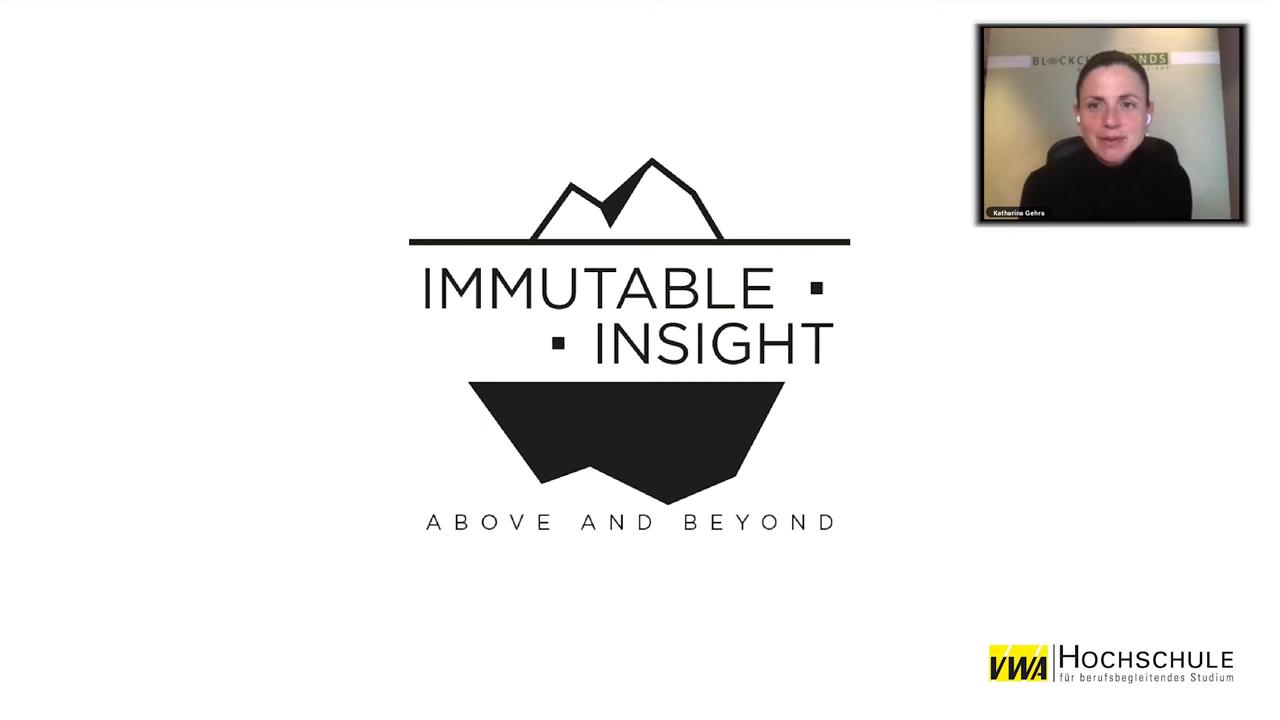 Katharina Gehra
IMMUTABLE
INSIGHT
ABOVE AND BEYOND
VWA HOCHSCHULE
für berufsbegleitendes Studium